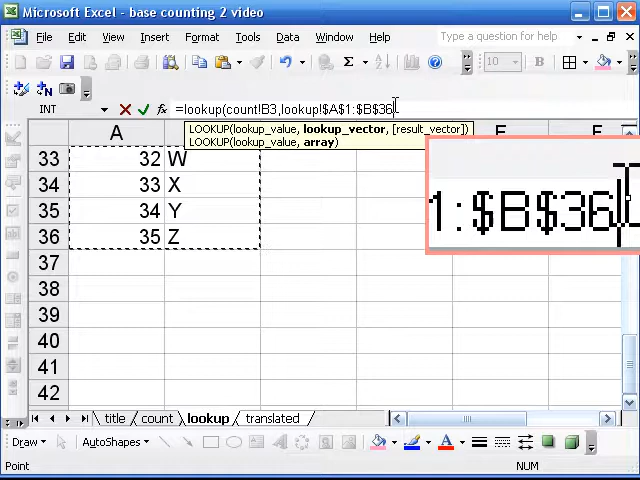 Microsoft Excel - base counting 2 video
File Edit View Insert Format Tools Data Window Help Type a question for help
10
INT =lookup(count!B3,lookup!$A$1:$B$36
LOOKUP(lookup_value, lookup_vector, [result_vector])
LOOKUP(lookup_value, array)
A
E F
1:$B$36
33 32 W
34 33 X
35 34 Y
36 35 Z
37
38
39
40
41
42
title count lookup translated
Draw AutoShapes
Point NUM